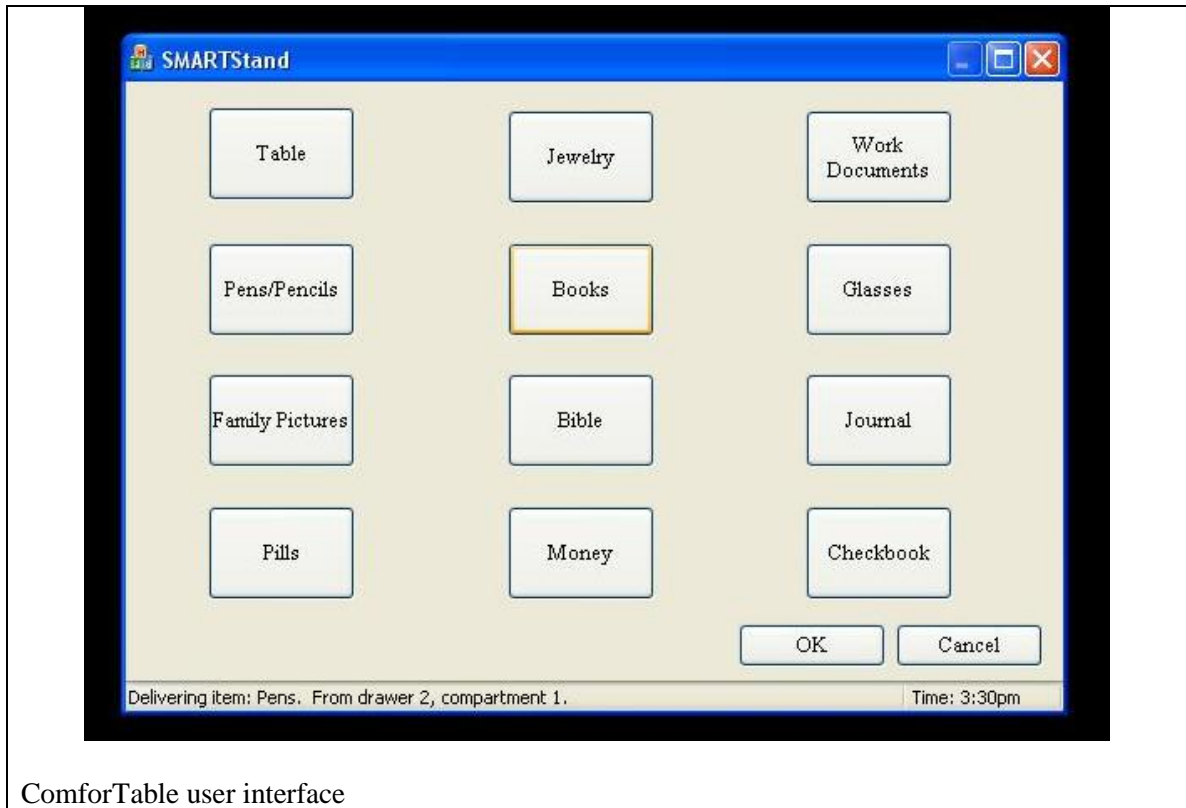 SMARTStand
Table
Jewelry
Work
Documents
Pens/Pencils
Books
Glasses
Family Pictures
Bible
Journal
Pills
Money
Checkbook
OK
Cancel
Delivering item: Pens. From drawer 2, compartment 1.
Time: 3:30pm
ComforTable user interface